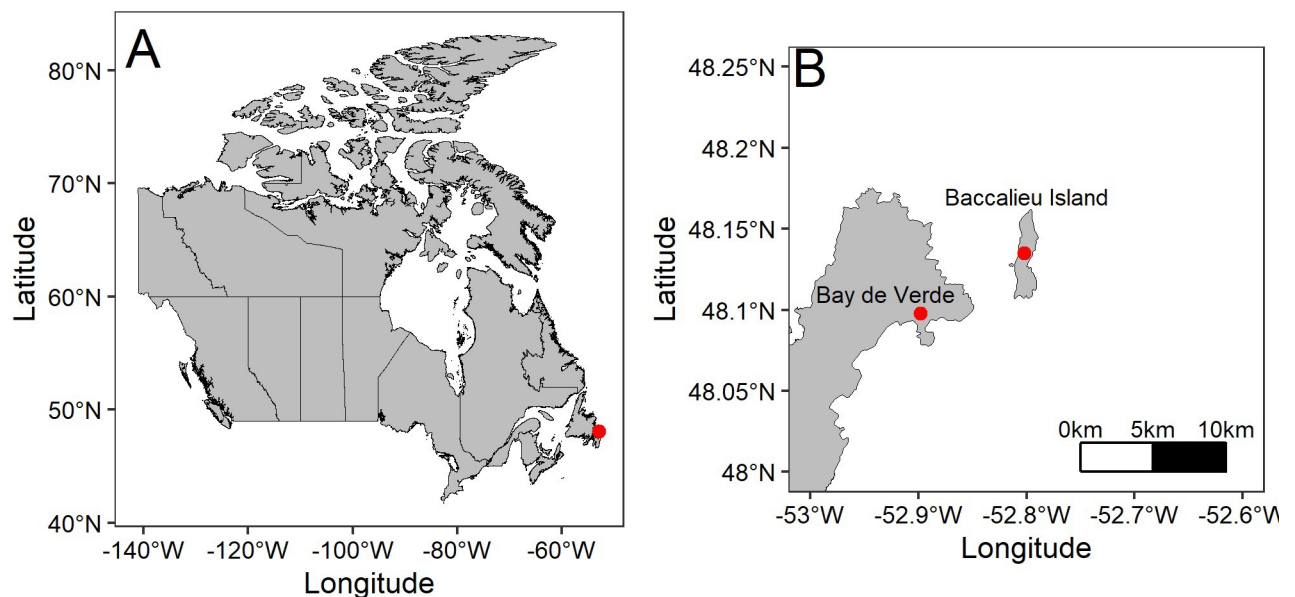 A
80°N
70°N
60°N
50°N
40°N
Latitude
-140°W -120°W -100°W -80°W -60°W
Longitude
B
48.25°N
48.2°N
48.15°N
48.1°N
48.05°N
48°N
Latitude
Baccalieu Island
Bay de Verde
0km 5km 10km
-53°W -52.9°W -52.8°W -52.7°W -52.6°W
Longitude